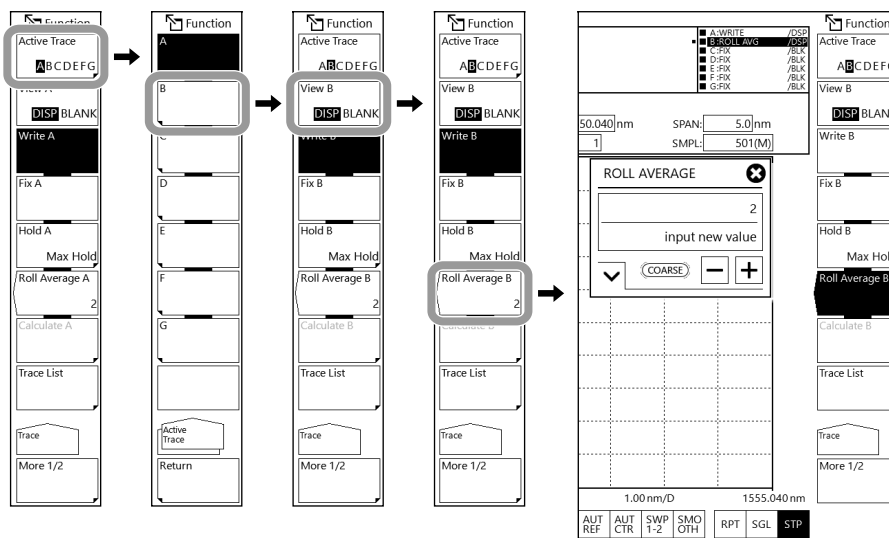 Function
Active Trace
ABCDEFG
View A
DISP BLANK
Write A
Fix A
Hold A
Max Hold
Roll Average A
2
Calculate A
Trace List
Trace
More 1/2
Function
A
B
C
D
E
F
G
Active
Trace
Return
Function
Active Trace
ABCDEFG
View B
DISP BLANK
Write B
Fix B
Hold B
Max Hold
Roll Average B
2
Calculate B
Trace List
Trace
More 1/2
Function
Active Trace
ABCDEFG
View B
DISP BLANK
Write B
Fix B
Hold B
Max Hold
Roll Average B
2
Calculate B
Trace List
Trace
More 1/2
A:WRITE /DSP
B:ROLL AVG /DSP
C:FIX /BLK
D:FIX /BLK
E:FIX /BLK
F:FIX /BLK
G:FIX /BLK
50.040 nm SPAN: 5.0 nm
1 SMPL: 501(M)
ROLL AVERAGE
2
input new value
COARSE
1.00 nm/D 1555.040 nm
AUT REF
AUT CTR
SWP 1-2
SMO OTH
RPT
SGL
STP
Function
Active Trace
ABCDEF
View B
DISP BLAN
Write B
Fix B
Hold B
Max Hol
Roll Average B
Calculate B
Trace List
Trace
More 1/2